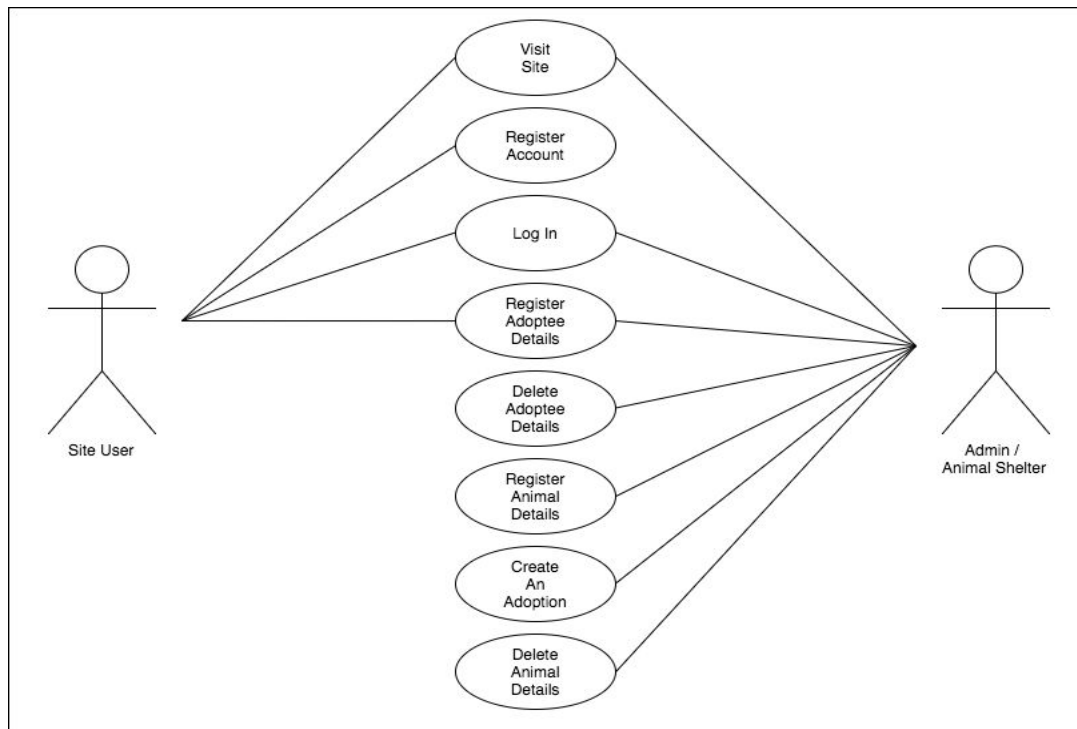 Visit
Site
Register
Account
Log In
Register
Adoptee
Details
Delete
Adoptee
Details
Site User
Admin /
Animal Shelter
Register
Animal
Details
Create
An
Adoption
Delete
Animal
Details